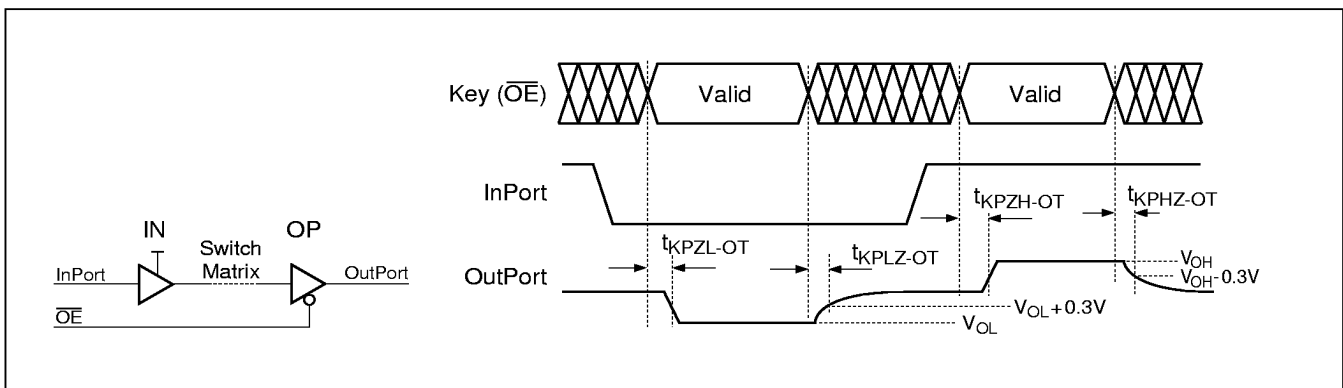 IN
OP
Switch
Matrix
InPort
OutPort
OE
Key (OE)
Valid
Valid
InPort
tKPZH-OT
tKPHZ-OT
tKPZL-OT
tKPLZ-OT
OutPort
VOH
VOH-0.3V
VOL+0.3V
VOL